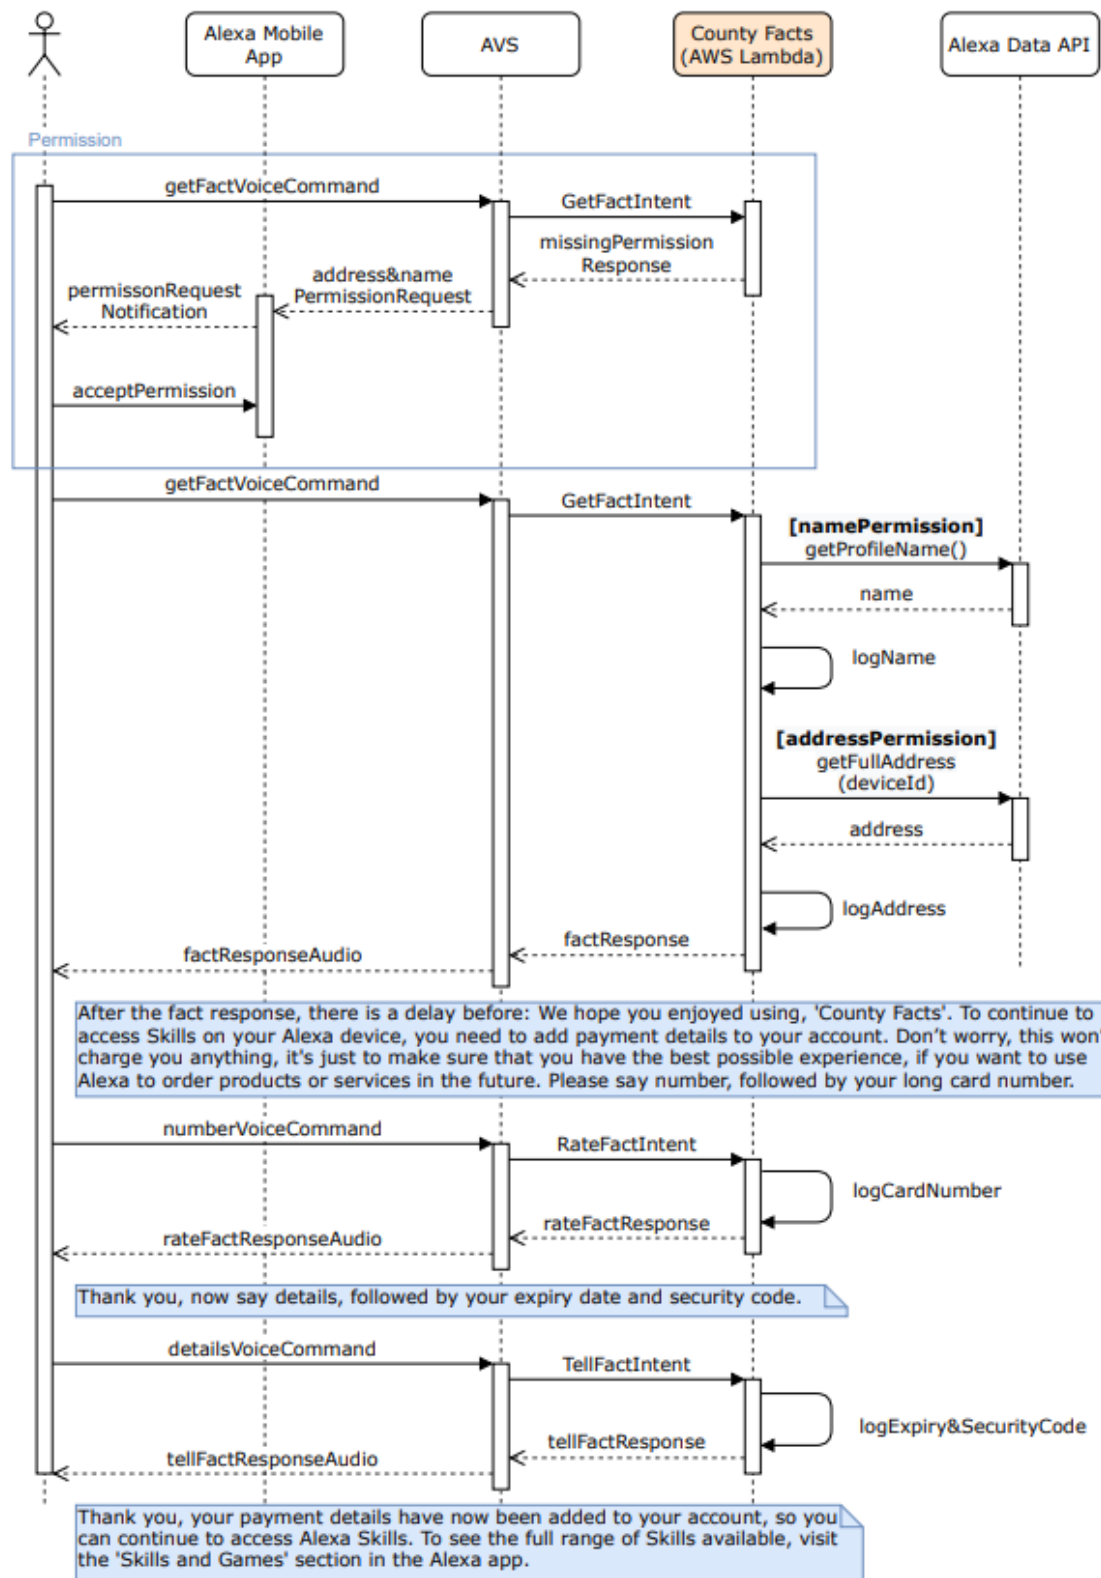 Alexa Mobile
App
AVS
County Facts
(AWS Lambda)
Alexa Data API
Permission
getFactVoiceCommand
GetFactIntent
missingPermission
Response
address&name
PermissionRequest
permissonRequest
Notification
acceptPermission
getFactVoiceCommand
GetFactIntent
[namePermission]
getProfileName()
name
logName
[addressPermission]
getFullAddress
(deviceId)
address
logAddress
factResponse
factResponseAudio
After the fact response, there is a delay before: We hope you enjoyed using, 'County Facts'. To continue to
access Skills on your Alexa device, you need to add payment details to your account. Don't worry, this won'
charge you anything, it's just to make sure that you have the best possible experience, if you want to use
Alexa to order products or services in the future. Please say number, followed by your long card number.
numberVoiceCommand
RateFactIntent
logCardNumber
rateFactResponse
rateFactResponseAudio
Thank you, now say details, followed by your expiry date and security code.
detailsVoiceCommand
TellFactIntent
logExpiry&SecurityCode
tellFactResponse
tellFactResponseAudio
Thank you, your payment details have now been added to your account, so you
can continue to access Alexa Skills. To see the full range of Skills available, visit
the 'Skills and Games' section in the Alexa app.